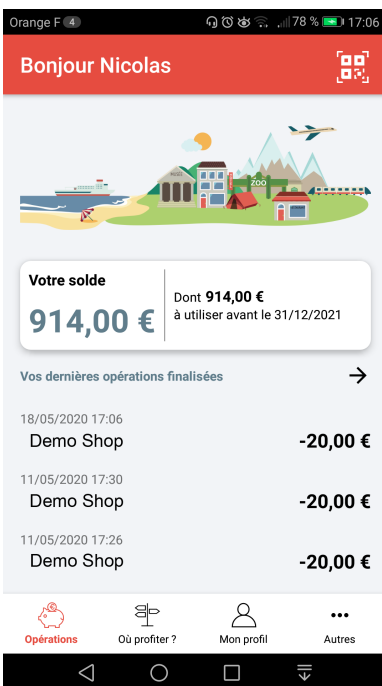 Orange F 4 78 % 17:06
Bonjour Nicolas
MUSEE
ZOO
Votre solde
914,00 €
Dont 914,00 €
à utiliser avant le 31/12/2021
Vos dernières opérations finalisées
18/05/2020 17:06
Demo Shop -20,00 €
11/05/2020 17:30
Demo Shop -20,00 €
11/05/2020 17:26
Demo Shop -20,00 €
Opérations Où profiter ? Mon profil Autres